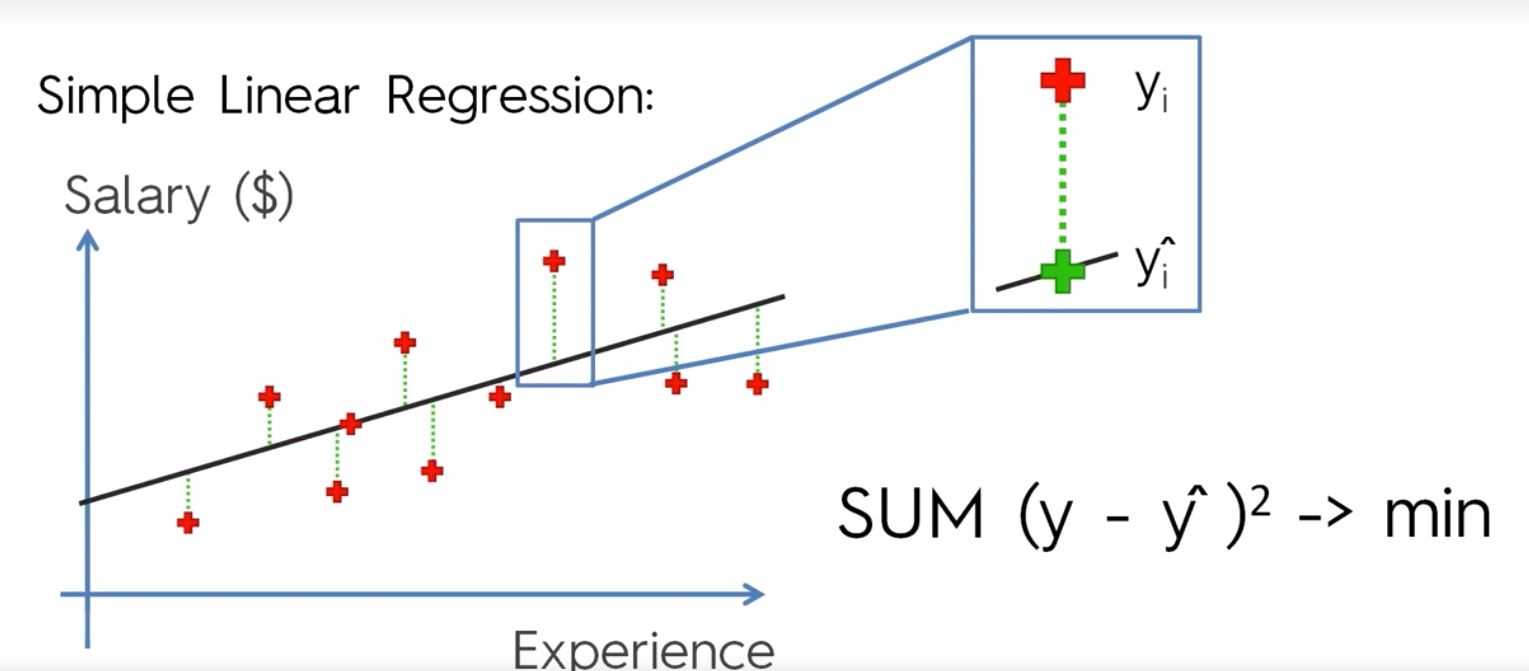 Simple Linear Regression:
Salary ($)
yᵢ
ŷᵢ
SUM (y - ŷ )² -> min
Experience